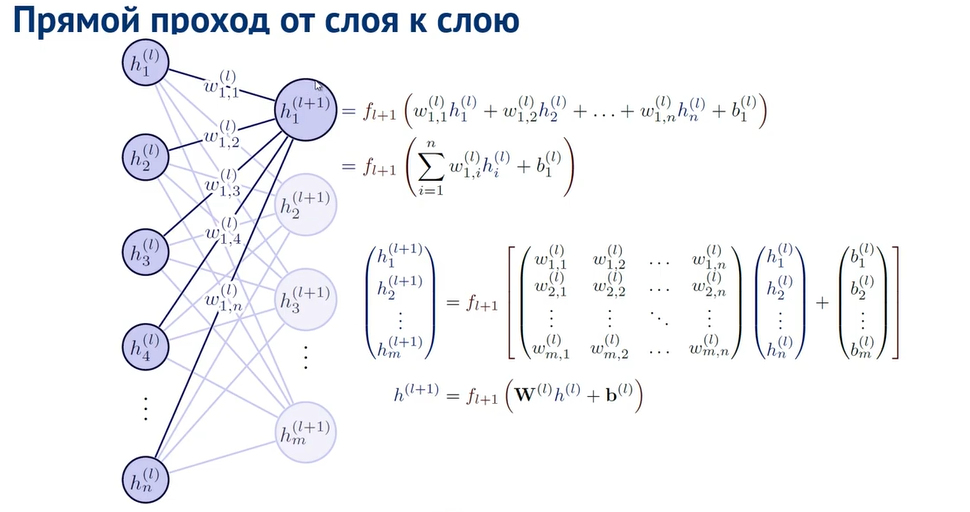 Прямой проход от слоя к слою
h_1^{(l)}
h_2^{(l)}
h_3^{(l)}
h_4^{(l)}
⋮
h_n^{(l)}
w_{1,1}^{(l)}
w_{1,2}^{(l)}
w_{1,3}^{(l)}
w_{1,4}^{(l)}
w_{1,n}^{(l)}
h_1^{(l+1)}
h_2^{(l+1)}
h_3^{(l+1)}
⋮
h_m^{(l+1)}
= f_{l+1} ( w_{1,1}^{(l)} h_1^{(l)} + w_{1,2}^{(l)} h_2^{(l)} + … + w_{1,n}^{(l)} h_n^{(l)} + b_1^{(l)} )
= f_{l+1} ( \sum_{i=1}^{n} w_{1,i}^{(l)} h_i^{(l)} + b_1^{(l)} )
h_1^{(l+1)} w_{1,1}^{(l)} w_{1,2}^{(l)} … w_{1,n}^{(l)} h_1^{(l)} b_1^{(l)}
h_2^{(l+1)} = f_{l+1} [ w_{2,1}^{(l)} w_{2,2}^{(l)} … w_{2,n}^{(l)} h_2^{(l)} + b_2^{(l)} ]
⋮ ⋮ ⋮ ⋱ ⋮ ⋮ ⋮
h_m^{(l+1)} w_{m,1}^{(l)} w_{m,2}^{(l)} … w_{m,n}^{(l)} h_n^{(l)} b_m^{(l)}
h^{(l+1)} = f_{l+1} ( W^{(l)} h^{(l)} + b^{(l)} )